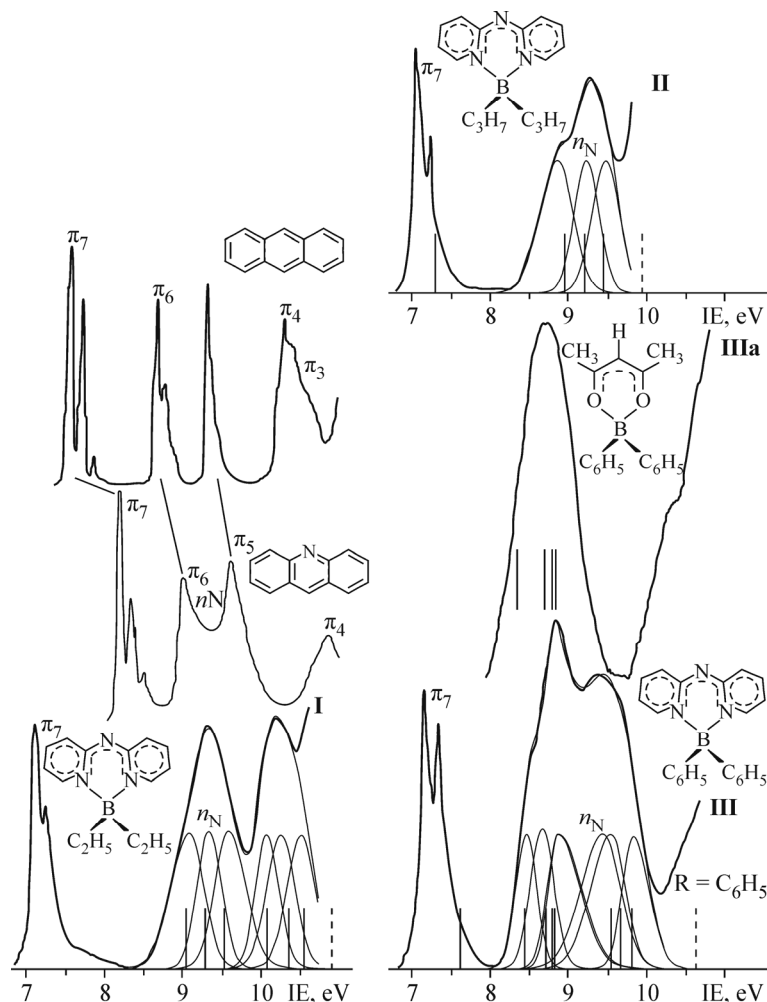 N
π7
N
N
B
C3H7
C3H7
II
nN
7
8
9
10
IE, eV
π7
π6
π4
π3
π7
π6
nN
π5
N
π4
IIIa
H
CH3
CH3
O
O
B
C6H5
C6H5
I
π7
N
N
N
B
C2H5
C2H5
nN
7
8
9
10
IE, eV
π7
N
N
N
B
C6H5
C6H5
nN
III
R = C6H5
7
8
9
10
IE, eV